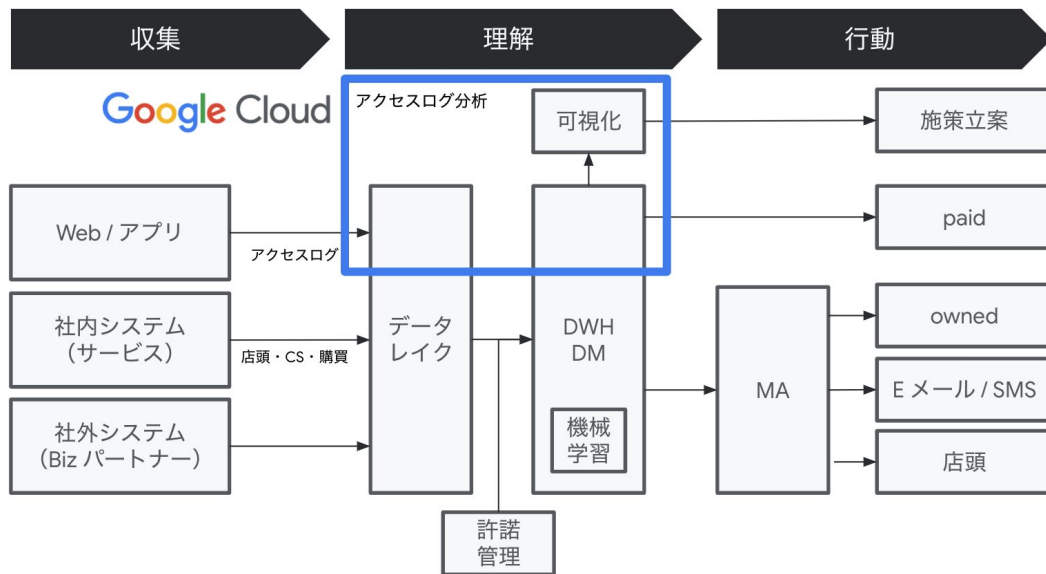 収集
理解
行動
Google Cloud
アクセスログ分析
可視化
施策立案
Web / アプリ
アクセスログ
paid
社内システム
（サービス）
店頭・CS・購買
データ
レイク
DWH
DM
機械
学習
MA
owned
E メール / SMS
店頭
社外システム
（Biz パートナー）
許諾
管理